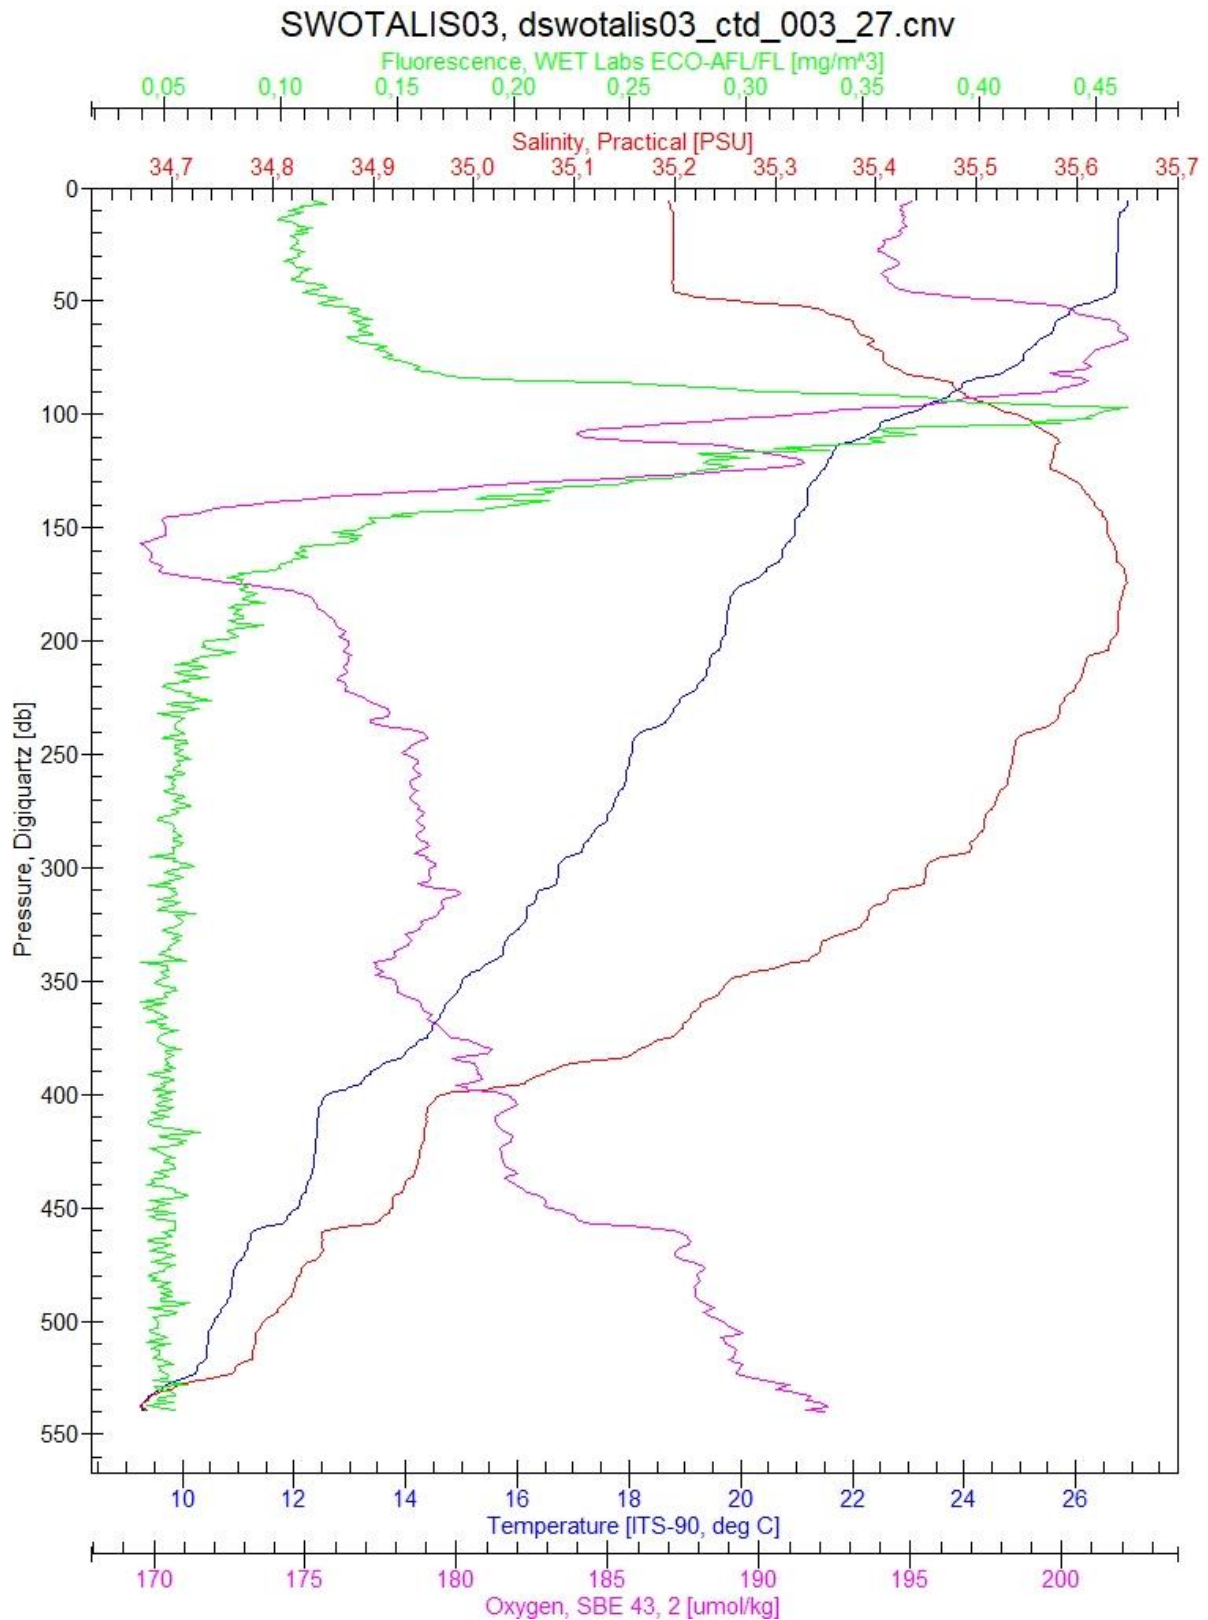 SWOTALIS03, dswotalis03_ctd_003_27.cnv
Fluorescence, WET Labs ECO-AFL/FL [mg/m^3]
0,05 0,10 0,15 0,20 0,25 0,30 0,35 0,40 0,45
Salinity, Practical [PSU]
34,7 34,8 34,9 35,0 35,1 35,2 35,3 35,4 35,5 35,6 35,7
0
50
100
150
200
250
300
350
400
450
500
550
Pressure, Digiquartz [db]
10 12 14 16 18 20 22 24 26
Temperature [ITS-90, deg C]
170 175 180 185 190 195 200
Oxygen, SBE 43, 2 [umol/kg]